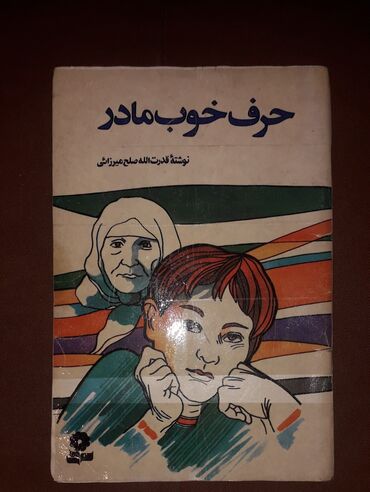 حرف خوب مادر
نوشتهٔ قدرت‌الله صلح میرزائی